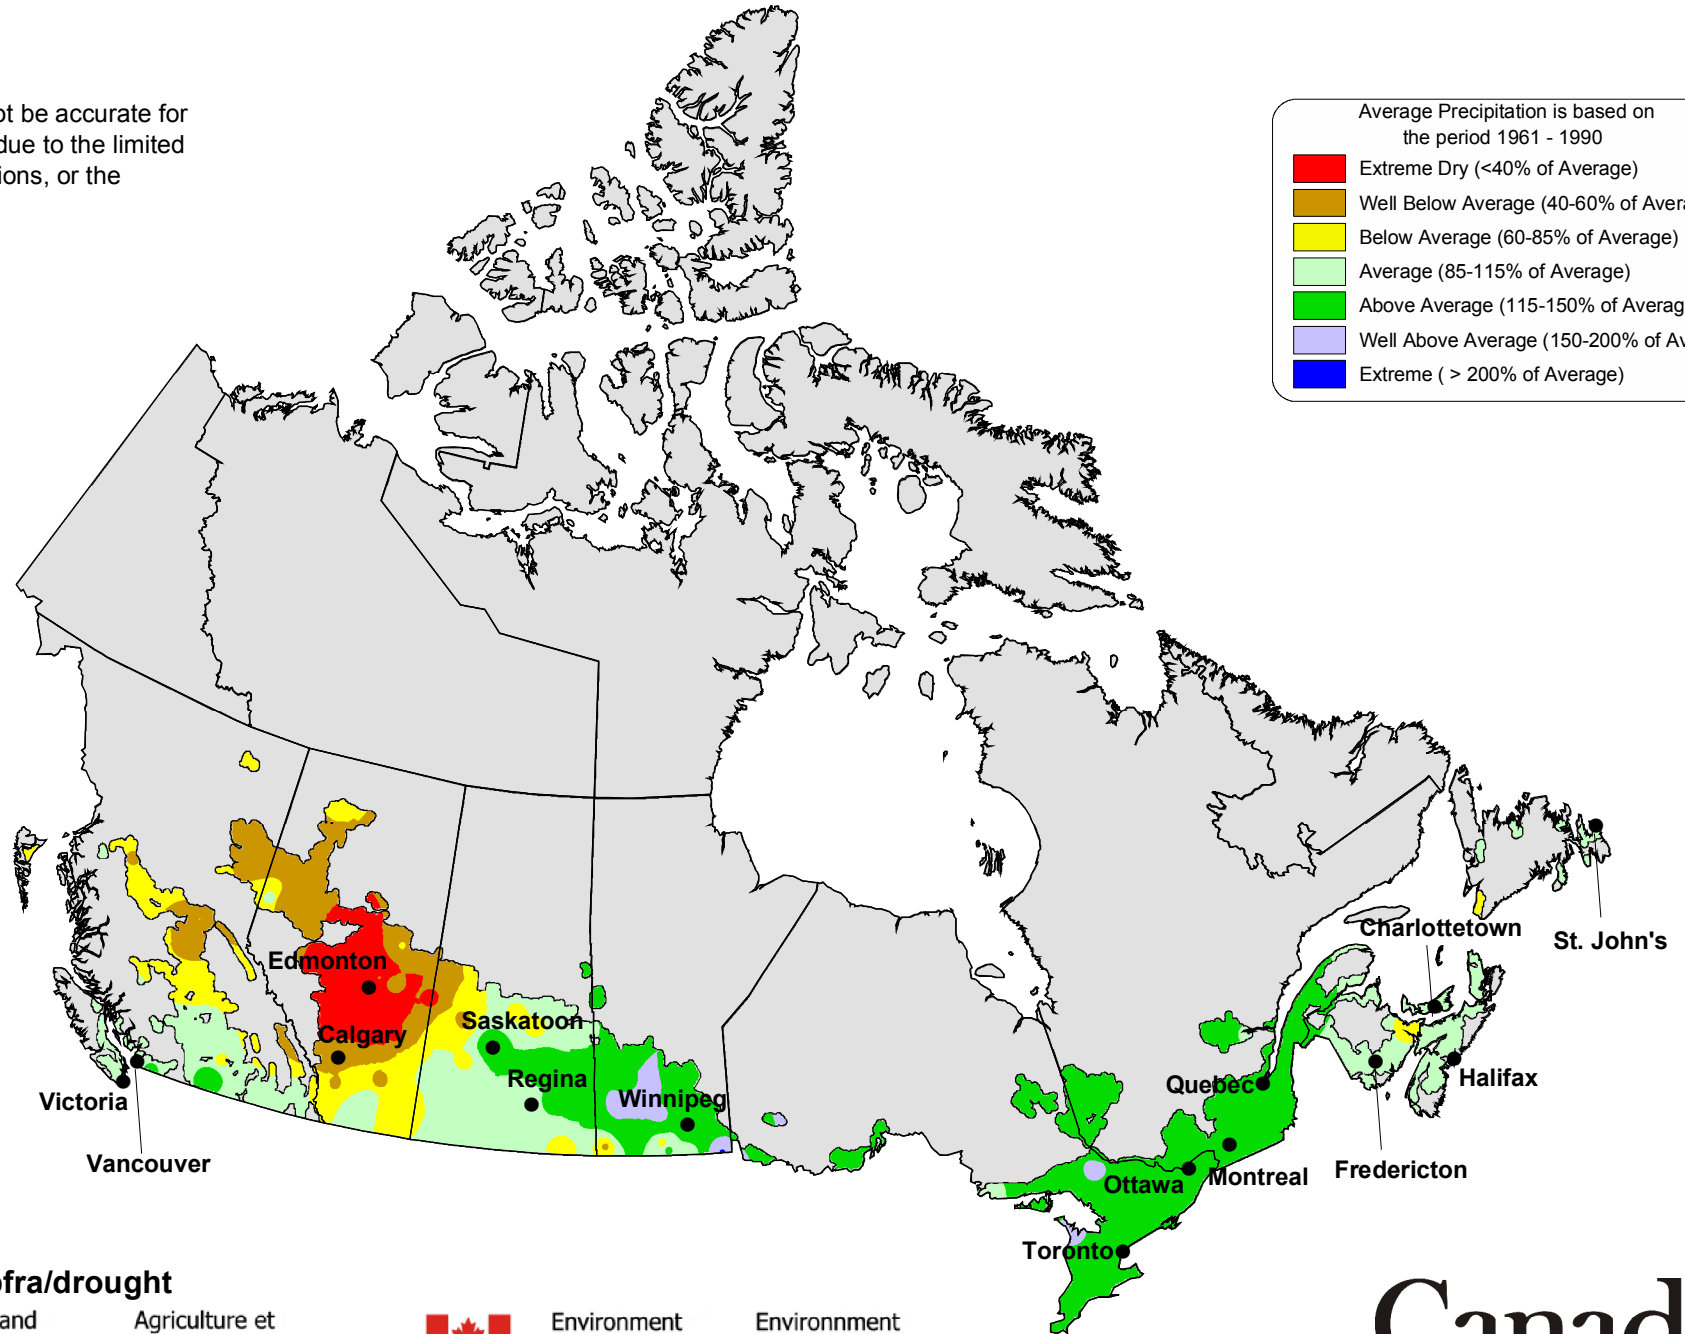 ot be accurate for
due to the limited
ions, or the
Average Precipitation is based on
the period 1961 - 1990
Extreme Dry (<40% of Average)
Well Below Average (40-60% of Avera
Below Average (60-85% of Average)
Average (85-115% of Average)
Above Average (115-150% of Averag
Well Above Average (150-200% of Av
Extreme ( > 200% of Average)
Charlottetown
St. John's
Edmonton
Calgary
Saskatoon
Regina
Winnipeg
Quebec
Halifax
Victoria
Vancouver
Ottawa
Montreal
Fredericton
Toronto
fra/drought
and
Agriculture et
Environment
Environnment
Canad